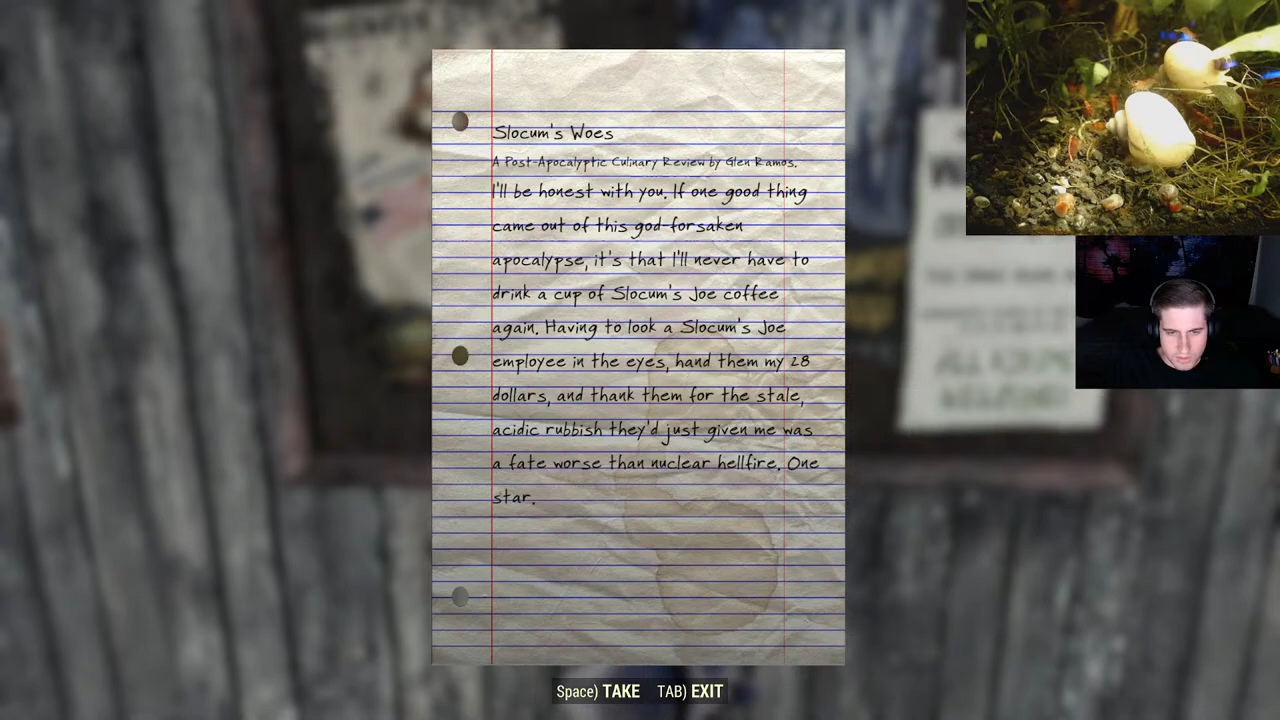 Slocum's Woes
A Post-Apocalyptic Culinary Review by Glen Ramos.
I'll be honest with you. If one good thing
came out of this god-forsaken
apocalypse, it's that I'll never have to
drink a cup of Slocum's Joe coffee
again. Having to look a Slocum's Joe
employee in the eyes, hand them my 28
dollars, and thank them for the stale,
acidic rubbish they'd just given me was
a fate worse than nuclear hellfire. One
star.
Space) TAKE TAB) EXIT